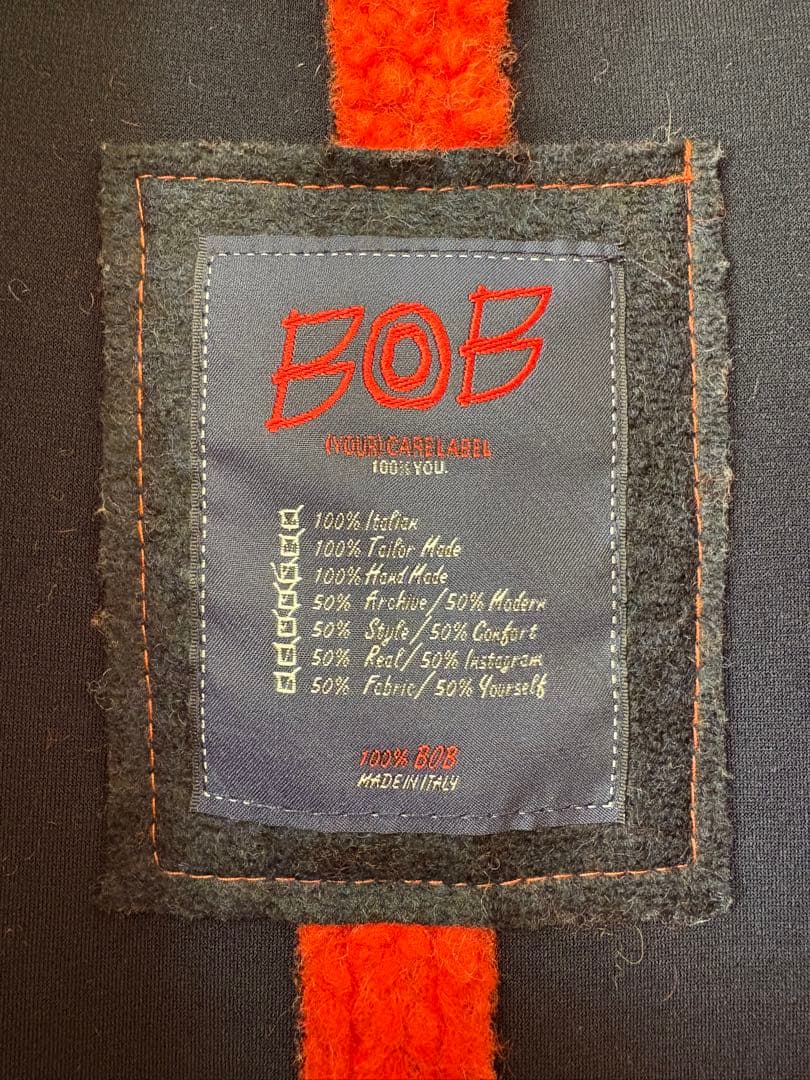 BOB
(YOUR) CARE LABEL
100% YOU.
100% Italian
100% Tailor Made
100% Hand Made
50% Archive / 50% Modern
50% Style / 50% Confort
50% Real / 50% Instagram
50% Fabric / 50% Yourself
100% BOB
MADE IN ITALY